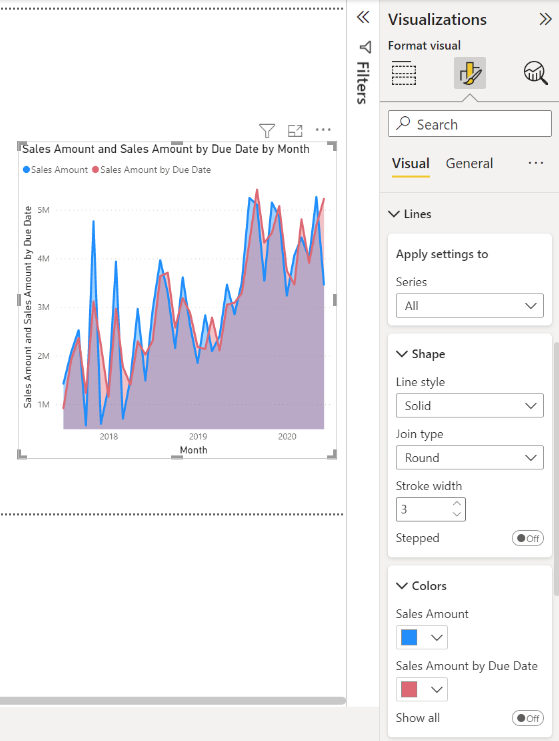 Visualizations
Format visual
Filters
Search
Visual
General
Lines
Apply settings to
Series
All
Shape
Line style
Solid
Join type
Round
Stroke width
3
Stepped
Off
Colors
Sales Amount
Sales Amount by Due Date
Show all
Off
Sales Amount and Sales Amount by Due Date by Month
Sales Amount
Sales Amount by Due Date
Sales Amount and Sales Amount by Due Date
5M
4M
3M
2M
1M
2018
2019
2020
Month